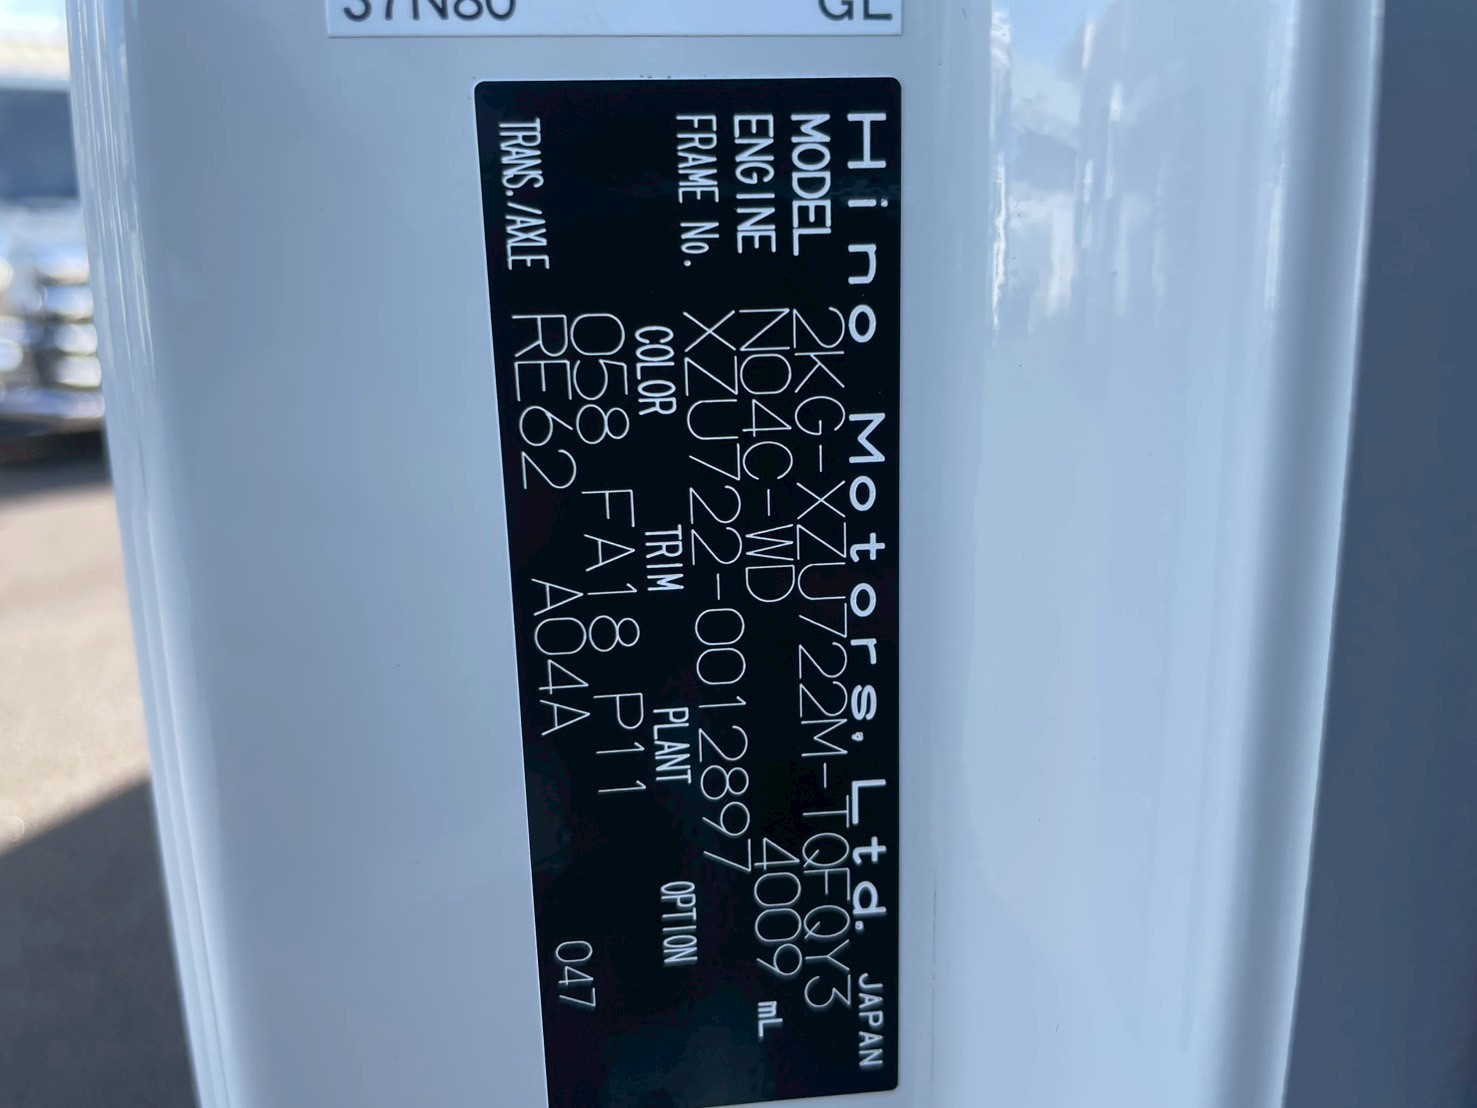 37N80 GE
Hino Motors, Ltd. JAPAN
MODEL 2KG-XZU722M-TQFQY3
ENGINE N04C-WD 4009 mL
FRAME No. XZU722-0012897
COLOR TRIM PLANT OPTION
058 FA18 P11
TRANS./AXLE RE62 A04A 047